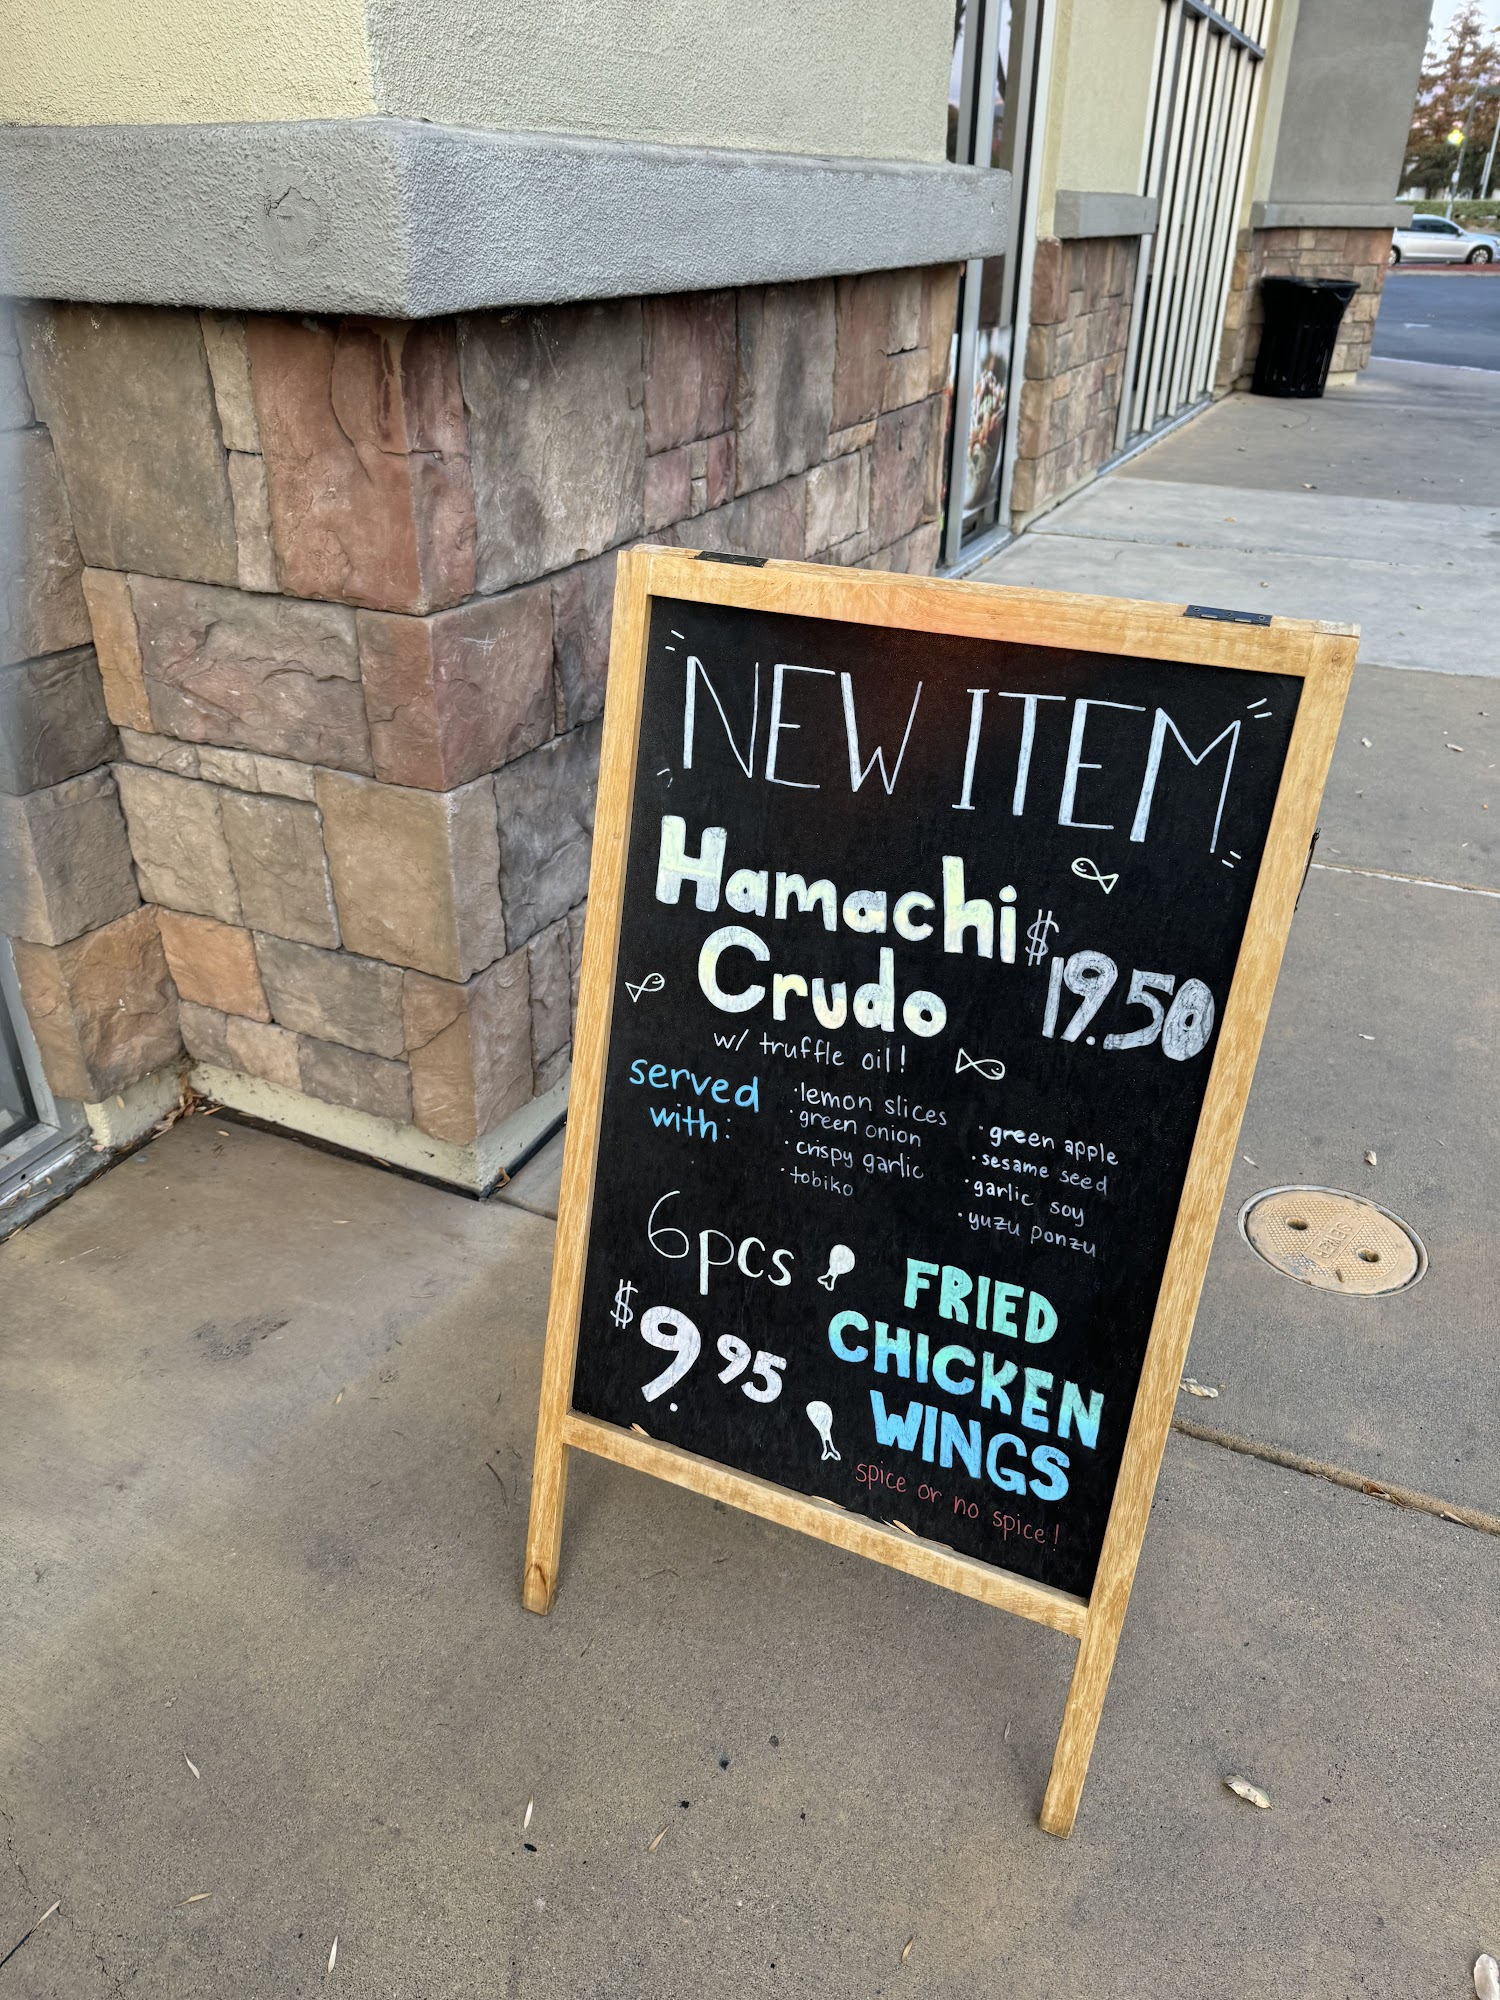 NEW ITEM
Hamachi
Crudo
$19.50
w/ truffle oil!
served
with:
·lemon slices
·green onion
·crispy garlic
·tobiko
·green apple
·sesame seed
·garlic soy
·yuzu ponzu
6pcs
$9.95
FRIED
CHICKEN
WINGS
spice or no spice!
SEWER